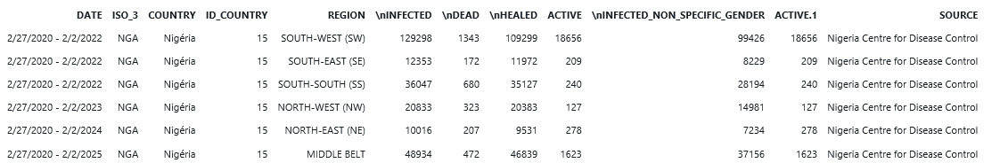 DATE ISO_3 COUNTRY ID_COUNTRY REGION \nINFECTED \nDEAD \nHEALED ACTIVE \nINFECTED_NON_SPECIFIC_GENDER ACTIVE.1 SOURCE
2/27/2020 - 2/2/2022 NGA Nigéria 15 SOUTH-WEST (SW) 129298 1343 109299 18656 99426 18656 Nigeria Centre for Disease Control
2/27/2020 - 2/2/2022 NGA Nigéria 15 SOUTH-EAST (SE) 12353 172 11972 209 8229 209 Nigeria Centre for Disease Control
2/27/2020 - 2/2/2022 NGA Nigéria 15 SOUTH-SOUTH (SS) 36047 680 35127 240 28194 240 Nigeria Centre for Disease Control
2/27/2020 - 2/2/2023 NGA Nigéria 15 NORTH-WEST (NW) 20833 323 20383 127 14981 127 Nigeria Centre for Disease Control
2/27/2020 - 2/2/2024 NGA Nigéria 15 NORTH-EAST (NE) 10016 207 9531 278 7234 278 Nigeria Centre for Disease Control
2/27/2020 - 2/2/2025 NGA Nigéria 15 MIDDLE BELT 48934 472 46839 1623 37156 1623 Nigeria Centre for Disease Control